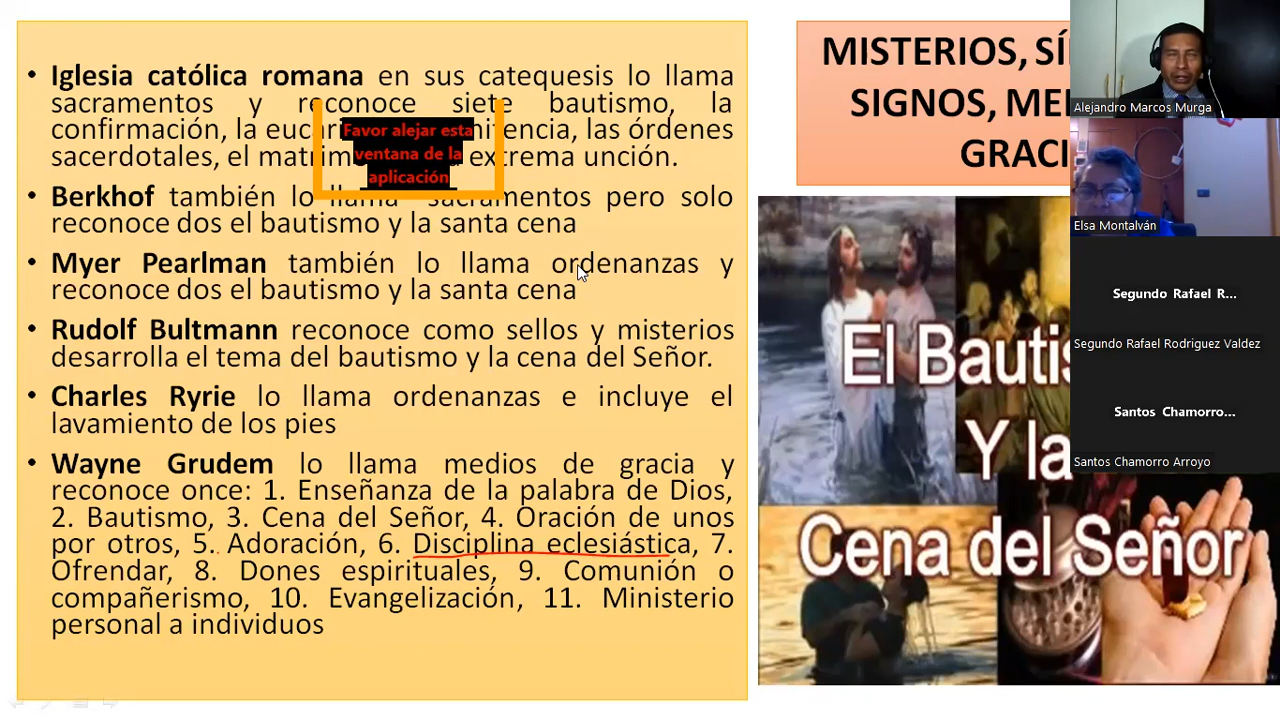 • Iglesia católica romana en sus catequesis lo llama
sacramentos y reconoce siete bautismo, la
confirmación, la eucari nitencia, las órdenes
sacerdotales, el matrim extrema unción.
Favor alejar esta
ventana de la
aplicación
• Berkhof también lo llama sacramentos pero solo
reconoce dos el bautismo y la santa cena
• Myer Pearlman también lo llama ordenanzas y
reconoce dos el bautismo y la santa cena
• Rudolf Bultmann reconoce como sellos y misterios
desarrolla el tema del bautismo y la cena del Señor.
• Charles Ryrie lo llama ordenanzas e incluye el
lavamiento de los pies
• Wayne Grudem lo llama medios de gracia y
reconoce once: 1. Enseñanza de la palabra de Dios,
2. Bautismo, 3. Cena del Señor, 4. Oración de unos
por otros, 5. Adoración, 6. Disciplina eclesiástica, 7.
Ofrendar, 8. Dones espirituales, 9. Comunión o
compañerismo, 10. Evangelización, 11. Ministerio
personal a individuos
MISTERIOS, SÍ
SIGNOS, ME
GRACI
El Bauti
Y la
Cena del Señor
Alejandro Marcos Murga
Elsa Montalván
Segundo Rafael R...
Segundo Rafael Rodriguez Valdez
Santos Chamorro...
Santos Chamorro Arroyo